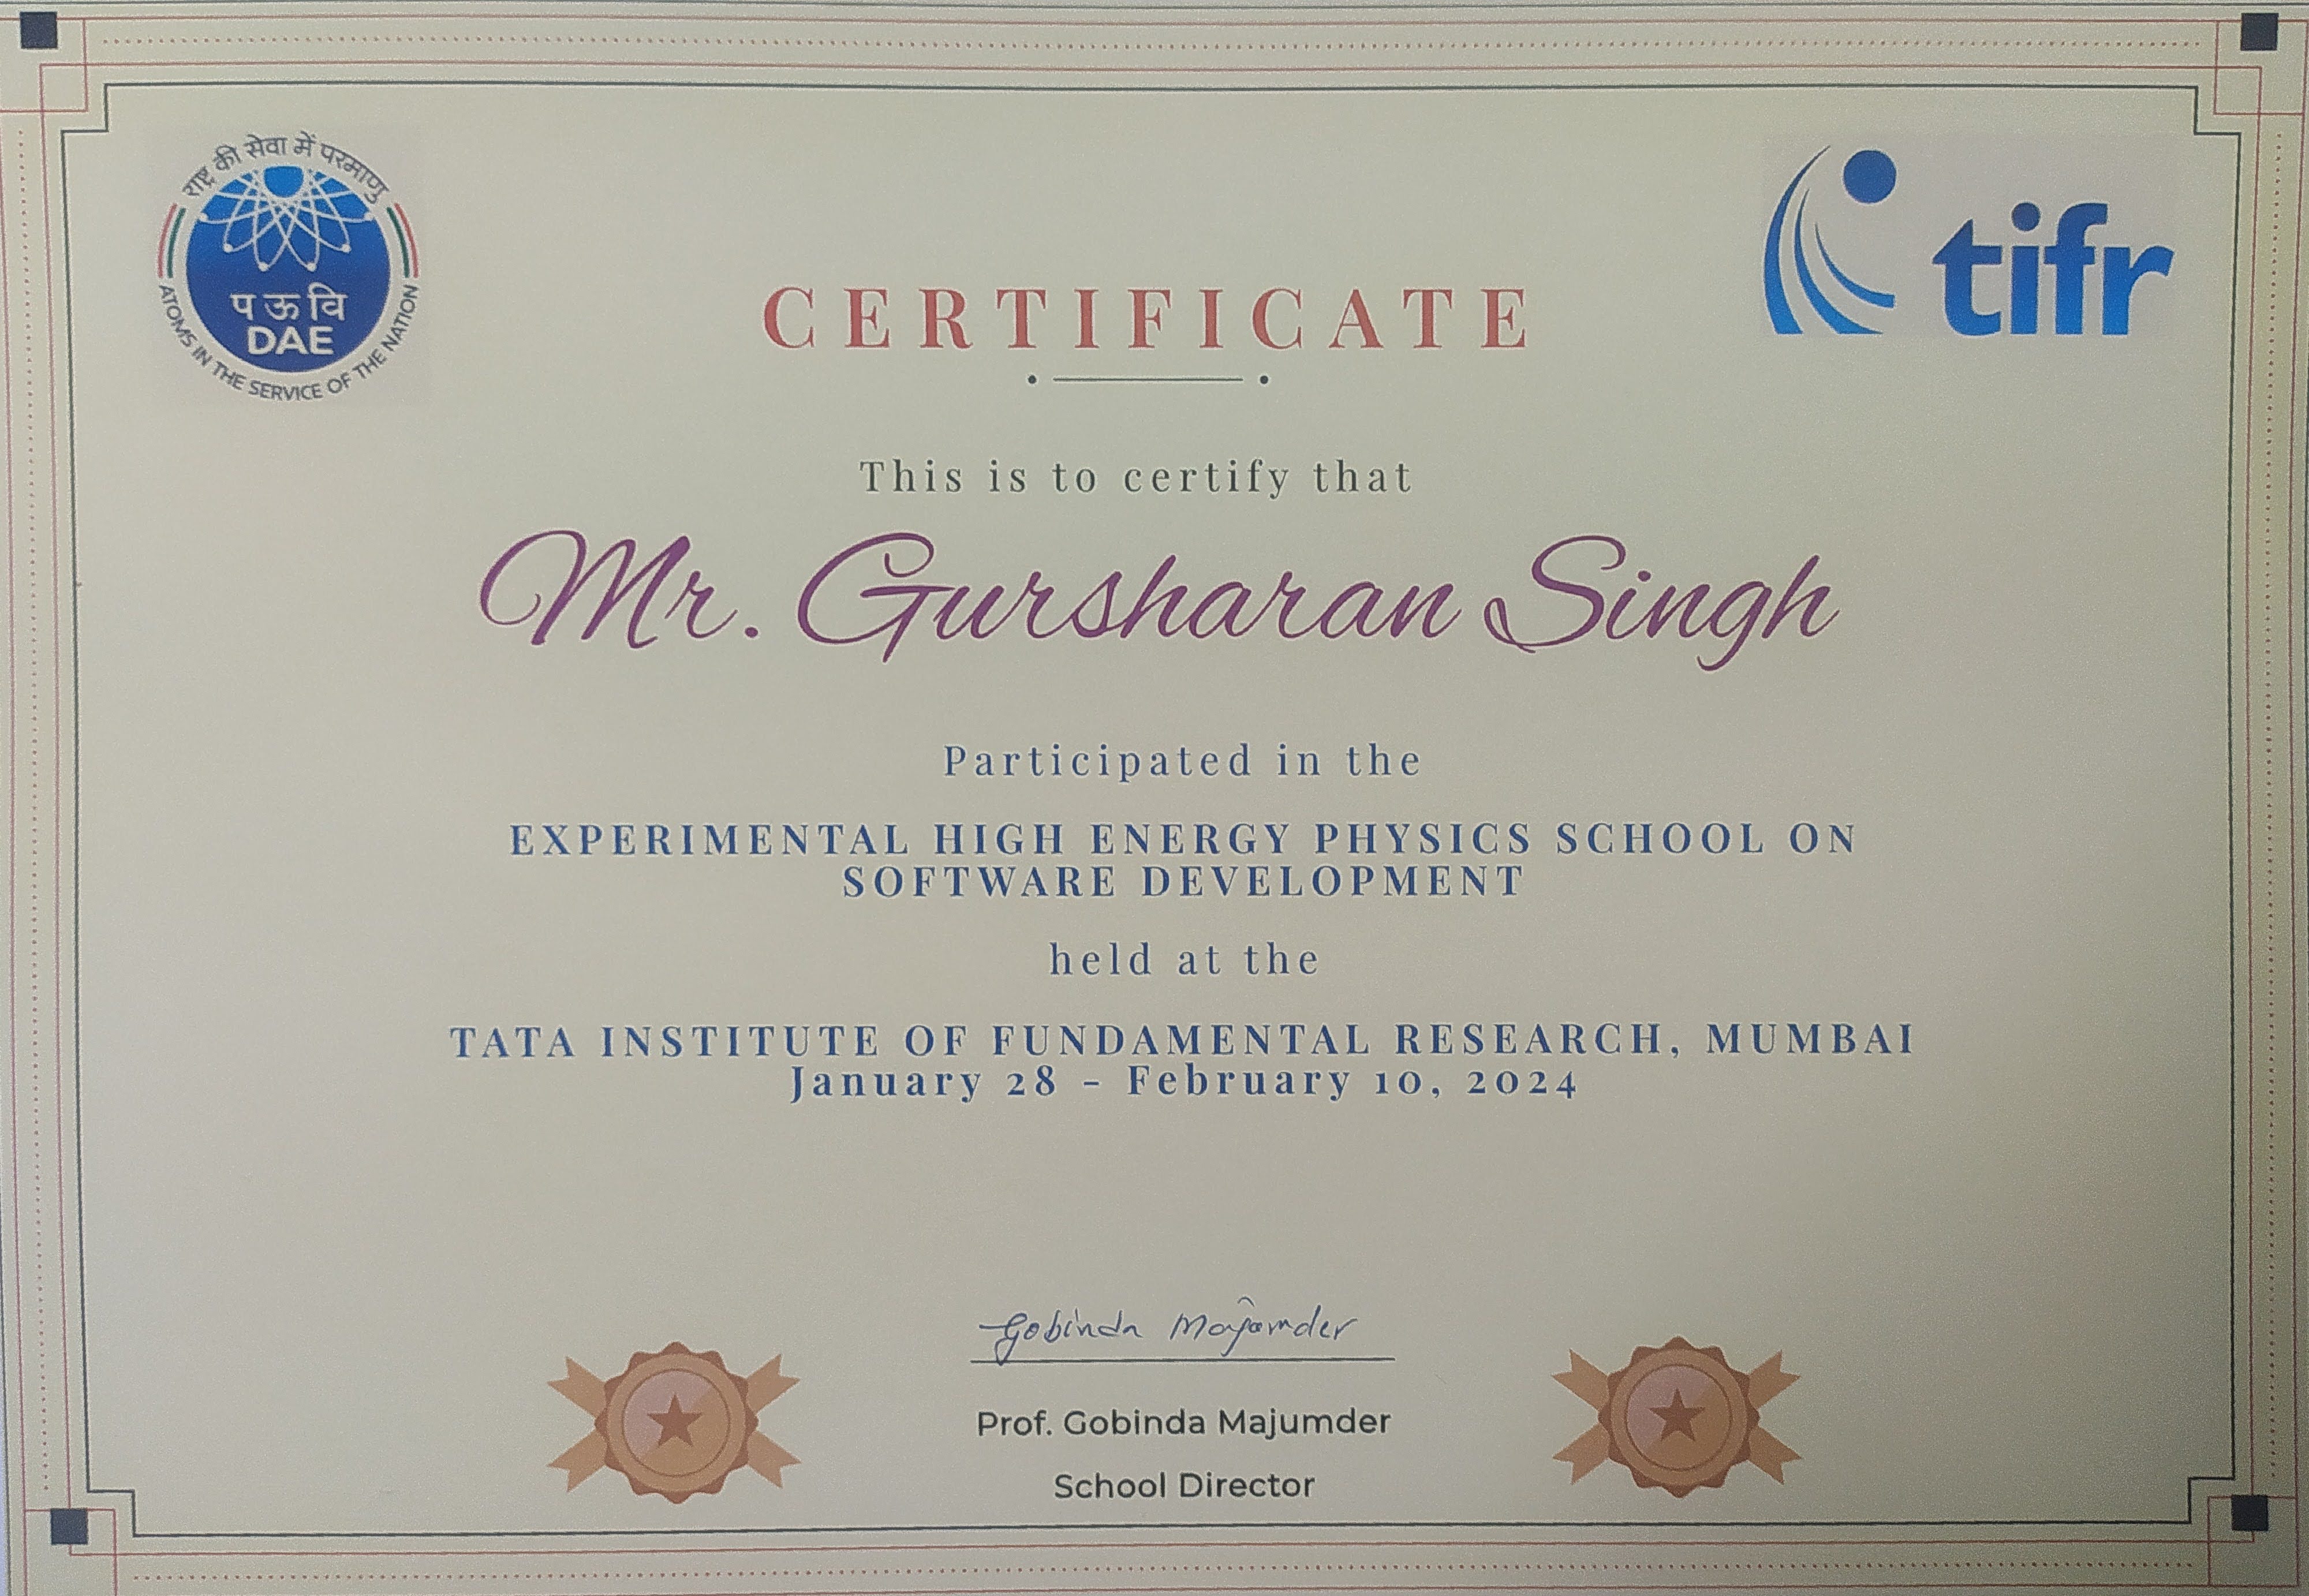 राष्ट्र की सेवा में परमाणु
पऊवि
DAE
ATOMS IN THE SERVICE OF THE NATION
tifr
CERTIFICATE
This is to certify that
Mr. Gursharan Singh
Participated in the
EXPERIMENTAL HIGH ENERGY PHYSICS SCHOOL ON
SOFTWARE DEVELOPMENT
held at the
TATA INSTITUTE OF FUNDAMENTAL RESEARCH, MUMBAI
January 28 - February 10, 2024
Gobinda Majumder
Prof. Gobinda Majumder
School Director